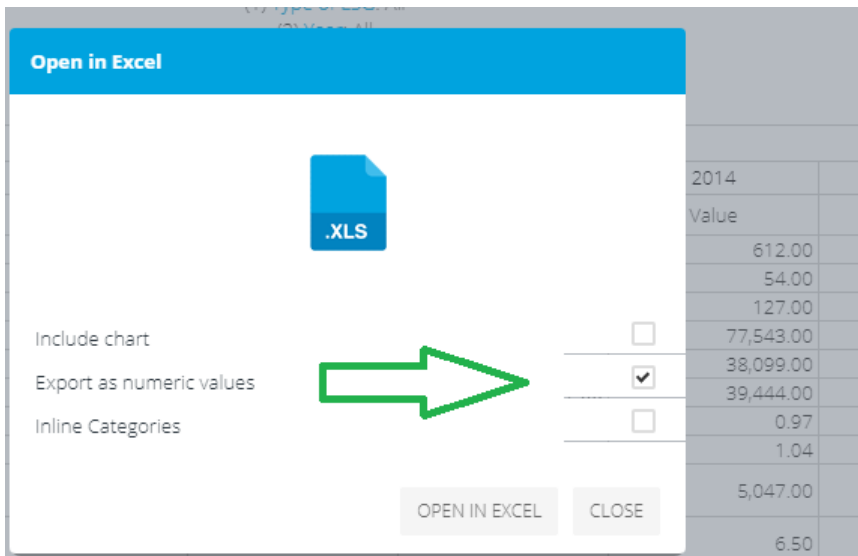 Open in Excel
.XLS
Include chart
Export as numeric values
Inline Categories
OPEN IN EXCEL
CLOSE
2014
Value
612.00
54.00
127.00
77,543.00
38,099.00
39,444.00
0.97
1.04
5,047.00
6.50